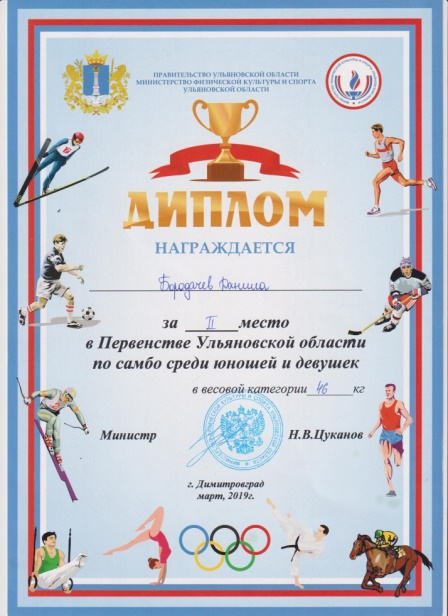 ПРАВИТЕЛЬСТВО УЛЬЯНОВСКОЙ ОБЛАСТИ
МИНИСТЕРСТВО ФИЗИЧЕСКОЙ КУЛЬТУРЫ И СПОРТА
УЛЬЯНОВСКОЙ ОБЛАСТИ
ДИПЛОМ
НАГРАЖДАЕТСЯ
Бородачев Данила
за II место
в Первенстве Ульяновской области
по самбо среди юношей и девушек
в весовой категории 46 кг
Министр Н.В.Цуканов
г. Димитровград
март, 2019г.